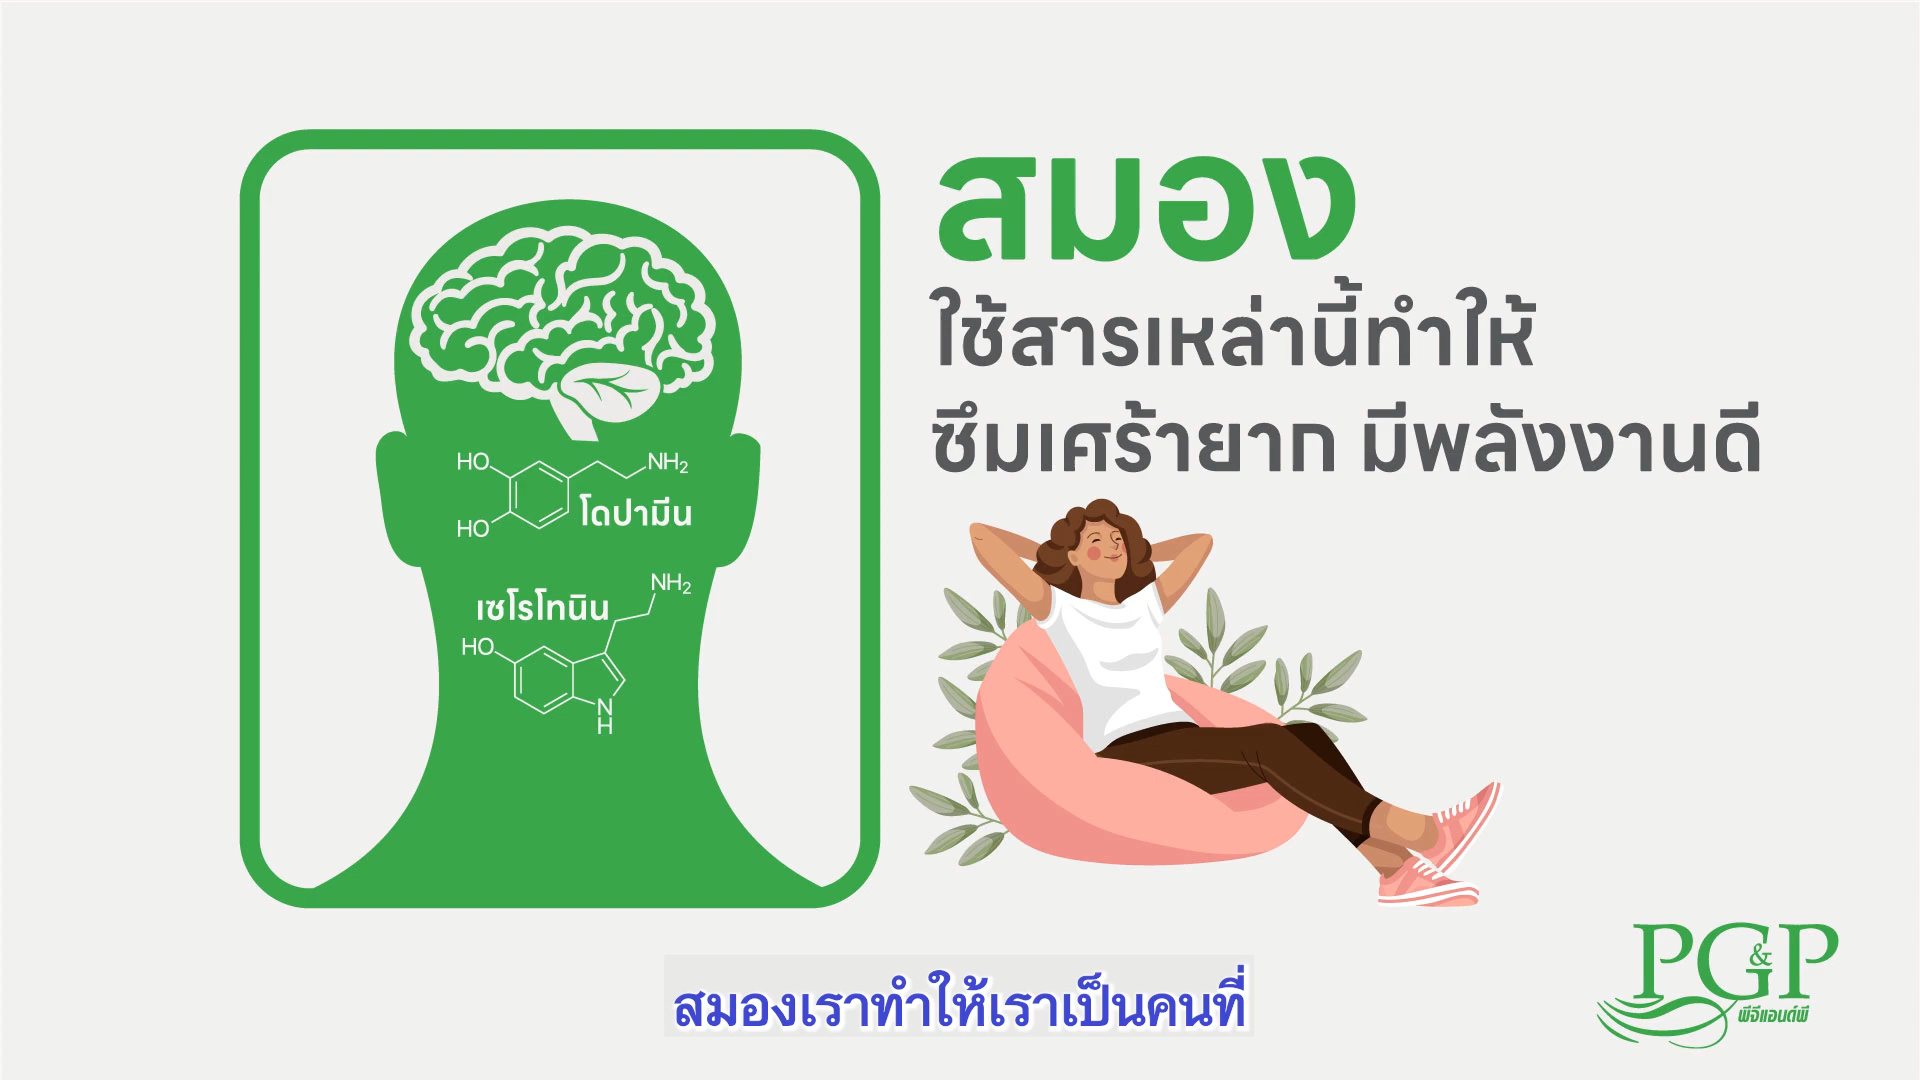 สมอง
ใช้สารเหล่านี้ทำให้
ซึมเศร้ายาก มีพลังงานดี
HO
NH2
โดปามีน
HO
NH2
เซโรโทนิน
HO
N
H
สมองเราทำให้เราเป็นคนที่
PG&P
พีจีแอนด์พี